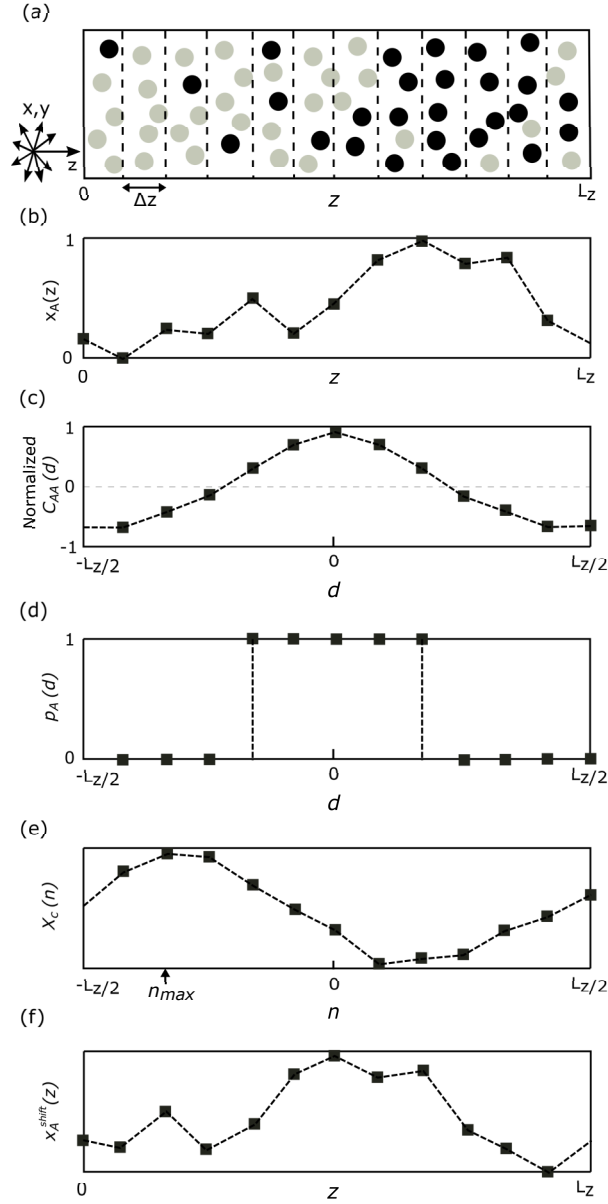 (a)
x,y
z
0
Δz
z
Lz
(b)
1
xA(z)
0
0
z
Lz
(c)
1
Normalized
CAA(d)
0
-1
-Lz/2
0
Lz/2
d
(d)
1
pA(d)
0
-Lz/2
0
Lz/2
d
(e)
Xc(n)
-Lz/2
nmax
0
Lz/2
n
(f)
xAshift(z)
0
z
Lz